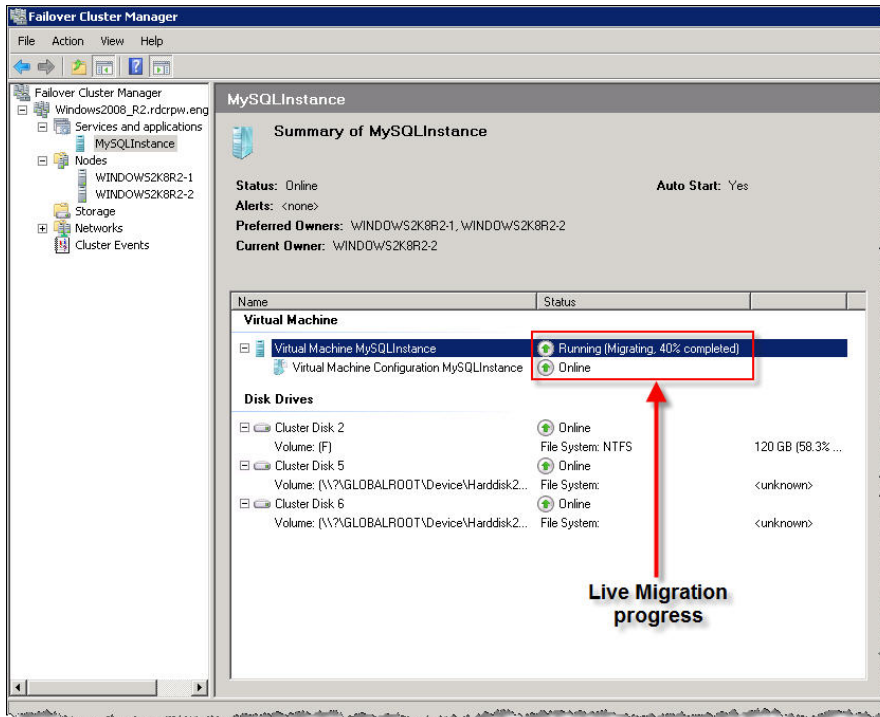 Failover Cluster Manager
File Action View Help
Failover Cluster Manager
Windows2008_R2.rdcrpw.eng
Services and applications
MySQLInstance
Nodes
WINDOWS2K8R2-1
WINDOWS2K8R2-2
Storage
Networks
Cluster Events
MySQLInstance
Summary of MySQLInstance
Status: Online Auto Start: Yes
Alerts: <none>
Preferred Owners: WINDOWS2K8R2-1, WINDOWS2K8R2-2
Current Owner: WINDOWS2K8R2-2
Name Status
Virtual Machine
Virtual Machine MySQLInstance Running (Migrating, 40% completed)
Virtual Machine Configuration MySQLInstance Online
Disk Drives
Cluster Disk 2 Online
Volume: (F) File System: NTFS 120 GB (58.3% ...
Cluster Disk 5 Online
Volume: (\\?\GLOBALROOT\Device\Harddisk2... File System: <unknown>
Cluster Disk 6 Online
Volume: (\\?\GLOBALROOT\Device\Harddisk2... File System: <unknown>
Live Migration
progress